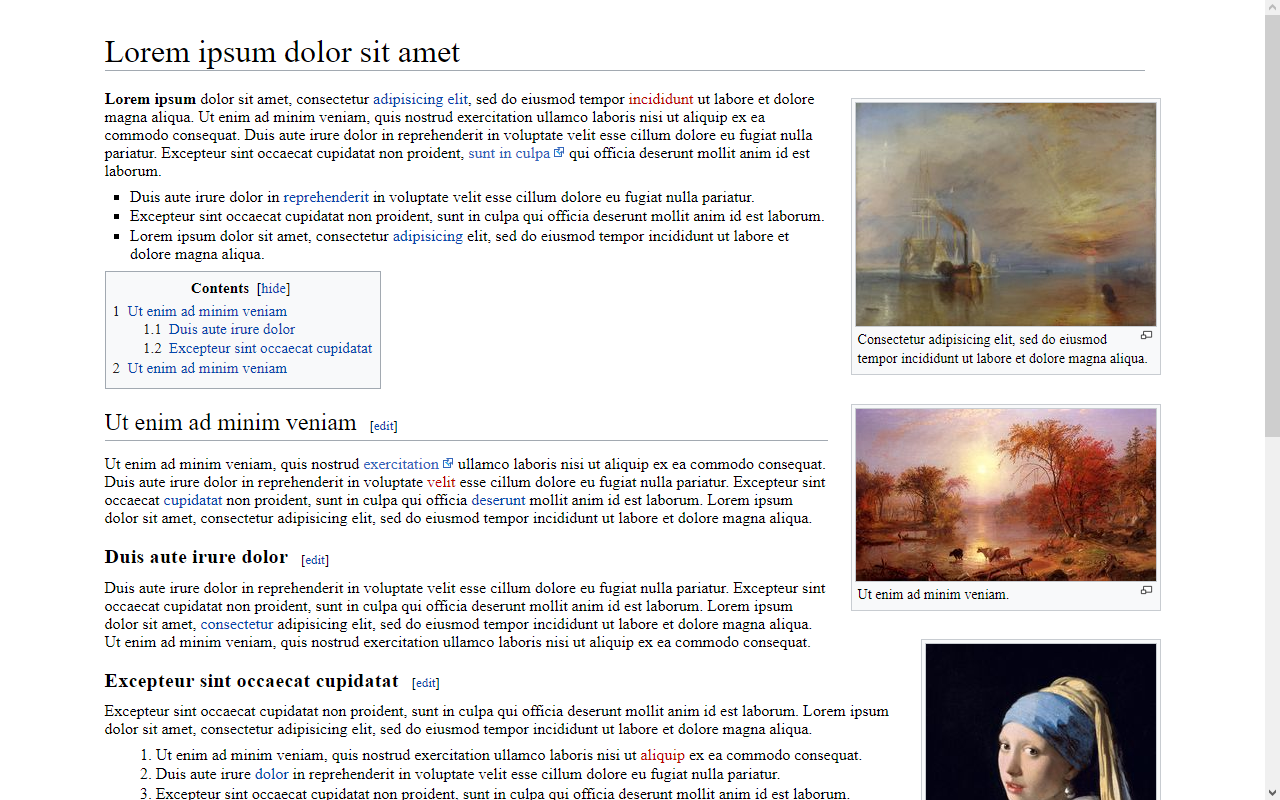 Lorem ipsum dolor sit amet
Lorem ipsum dolor sit amet, consectetur adipisicing elit, sed do eiusmod tempor incididunt ut labore et dolore
magna aliqua. Ut enim ad minim veniam, quis nostrud exercitation ullamco laboris nisi ut aliquip ex ea
commodo consequat. Duis aute irure dolor in reprehenderit in voluptate velit esse cillum dolore eu fugiat nulla
pariatur. Excepteur sint occaecat cupidatat non proident, sunt in culpa qui officia deserunt mollit anim id est
laborum.
Duis aute irure dolor in reprehenderit in voluptate velit esse cillum dolore eu fugiat nulla pariatur.
Excepteur sint occaecat cupidatat non proident, sunt in culpa qui officia deserunt mollit anim id est laborum.
Lorem ipsum dolor sit amet, consectetur adipisicing elit, sed do eiusmod tempor incididunt ut labore et
dolore magna aliqua.
Contents [hide]
1 Ut enim ad minim veniam
1.1 Duis aute irure dolor
1.2 Excepteur sint occaecat cupidatat
2 Ut enim ad minim veniam
Consectetur adipisicing elit, sed do eiusmod
tempor incididunt ut labore et dolore magna aliqua.
Ut enim ad minim veniam [edit]
Ut enim ad minim veniam, quis nostrud exercitation ullamco laboris nisi ut aliquip ex ea commodo consequat.
Duis aute irure dolor in reprehenderit in voluptate velit esse cillum dolore eu fugiat nulla pariatur. Excepteur sint
occaecat cupidatat non proident, sunt in culpa qui officia deserunt mollit anim id est laborum. Lorem ipsum
dolor sit amet, consectetur adipisicing elit, sed do eiusmod tempor incididunt ut labore et dolore magna aliqua.
Ut enim ad minim veniam.
Duis aute irure dolor [edit]
Duis aute irure dolor in reprehenderit in voluptate velit esse cillum dolore eu fugiat nulla pariatur. Excepteur sint
occaecat cupidatat non proident, sunt in culpa qui officia deserunt mollit anim id est laborum. Lorem ipsum
dolor sit amet, consectetur adipisicing elit, sed do eiusmod tempor incididunt ut labore et dolore magna aliqua.
Ut enim ad minim veniam, quis nostrud exercitation ullamco laboris nisi ut aliquip ex ea commodo consequat.
Excepteur sint occaecat cupidatat [edit]
Excepteur sint occaecat cupidatat non proident, sunt in culpa qui officia deserunt mollit anim id est laborum. Lorem ipsum
dolor sit amet, consectetur adipisicing elit, sed do eiusmod tempor incididunt ut labore et dolore magna aliqua.
1. Ut enim ad minim veniam, quis nostrud exercitation ullamco laboris nisi ut aliquip ex ea commodo consequat.
2. Duis aute irure dolor in reprehenderit in voluptate velit esse cillum dolore eu fugiat nulla pariatur.
3. Excepteur sint occaecat cupidatat non proident, sunt in culpa qui officia deserunt mollit anim id est laborum.